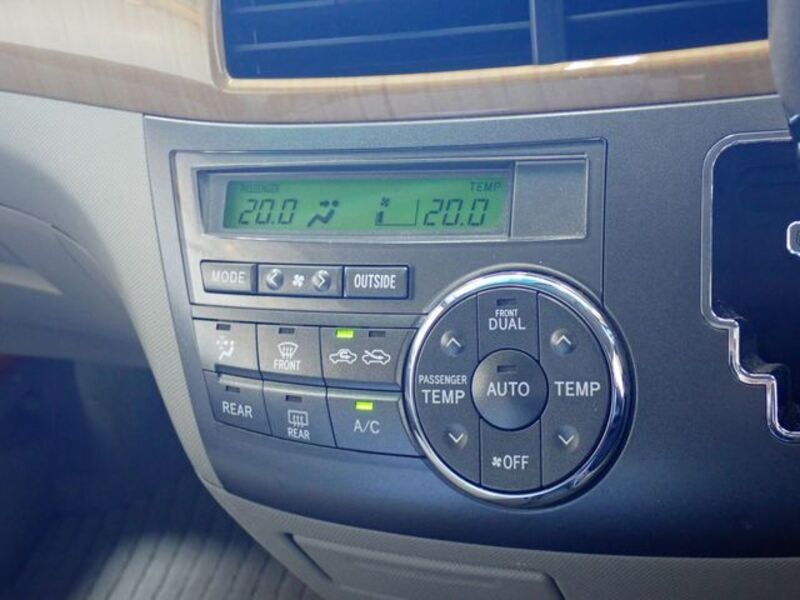 PASSENGER TEMP
20.0 20.0
MODE OUTSIDE
FRONT
DUAL
FRONT
PASSENGER
TEMP
AUTO
TEMP
REAR
REAR
A/C
OFF